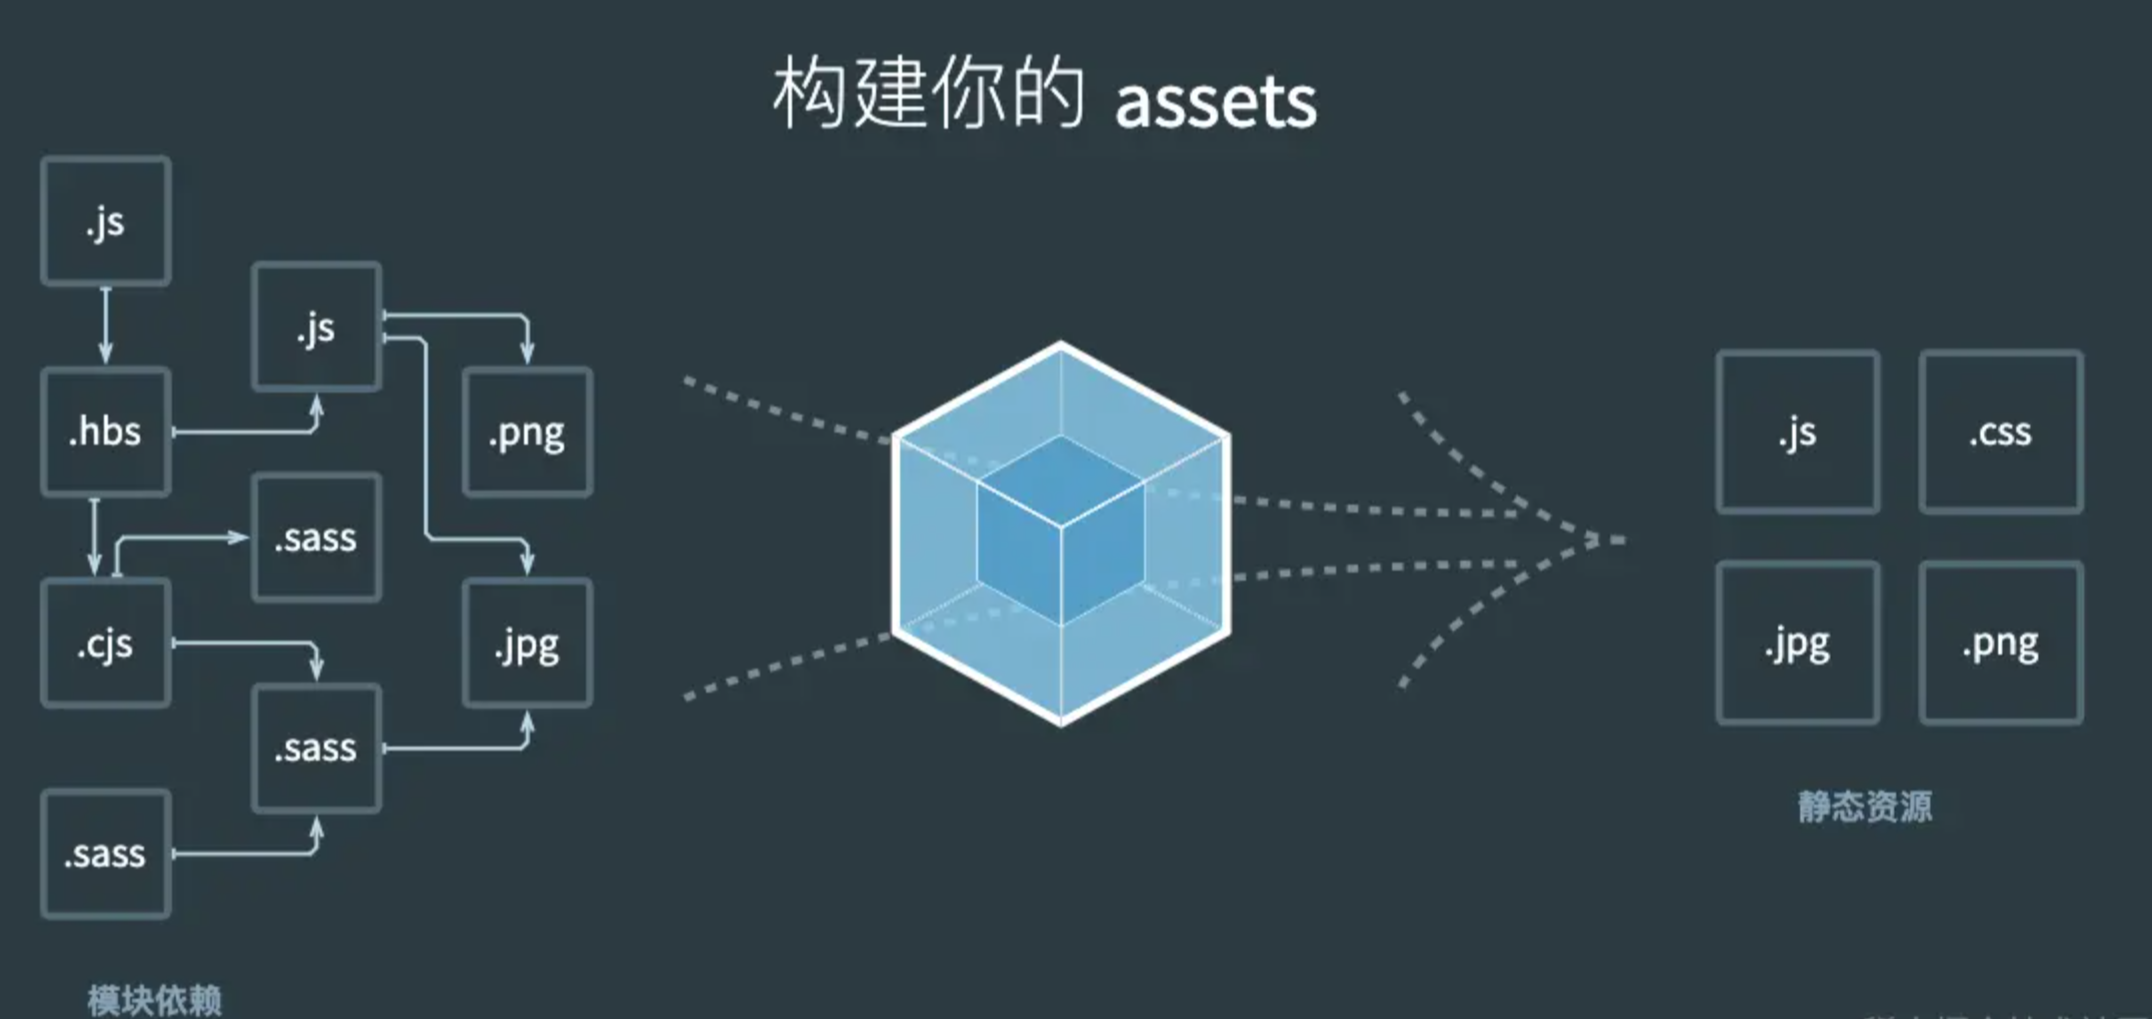 构建你的 assets
.js
.js
.hbs
.png
.js
.css
.sass
.cjs
.jpg
.jpg
.png
.sass
静态资源
.sass
模块依赖